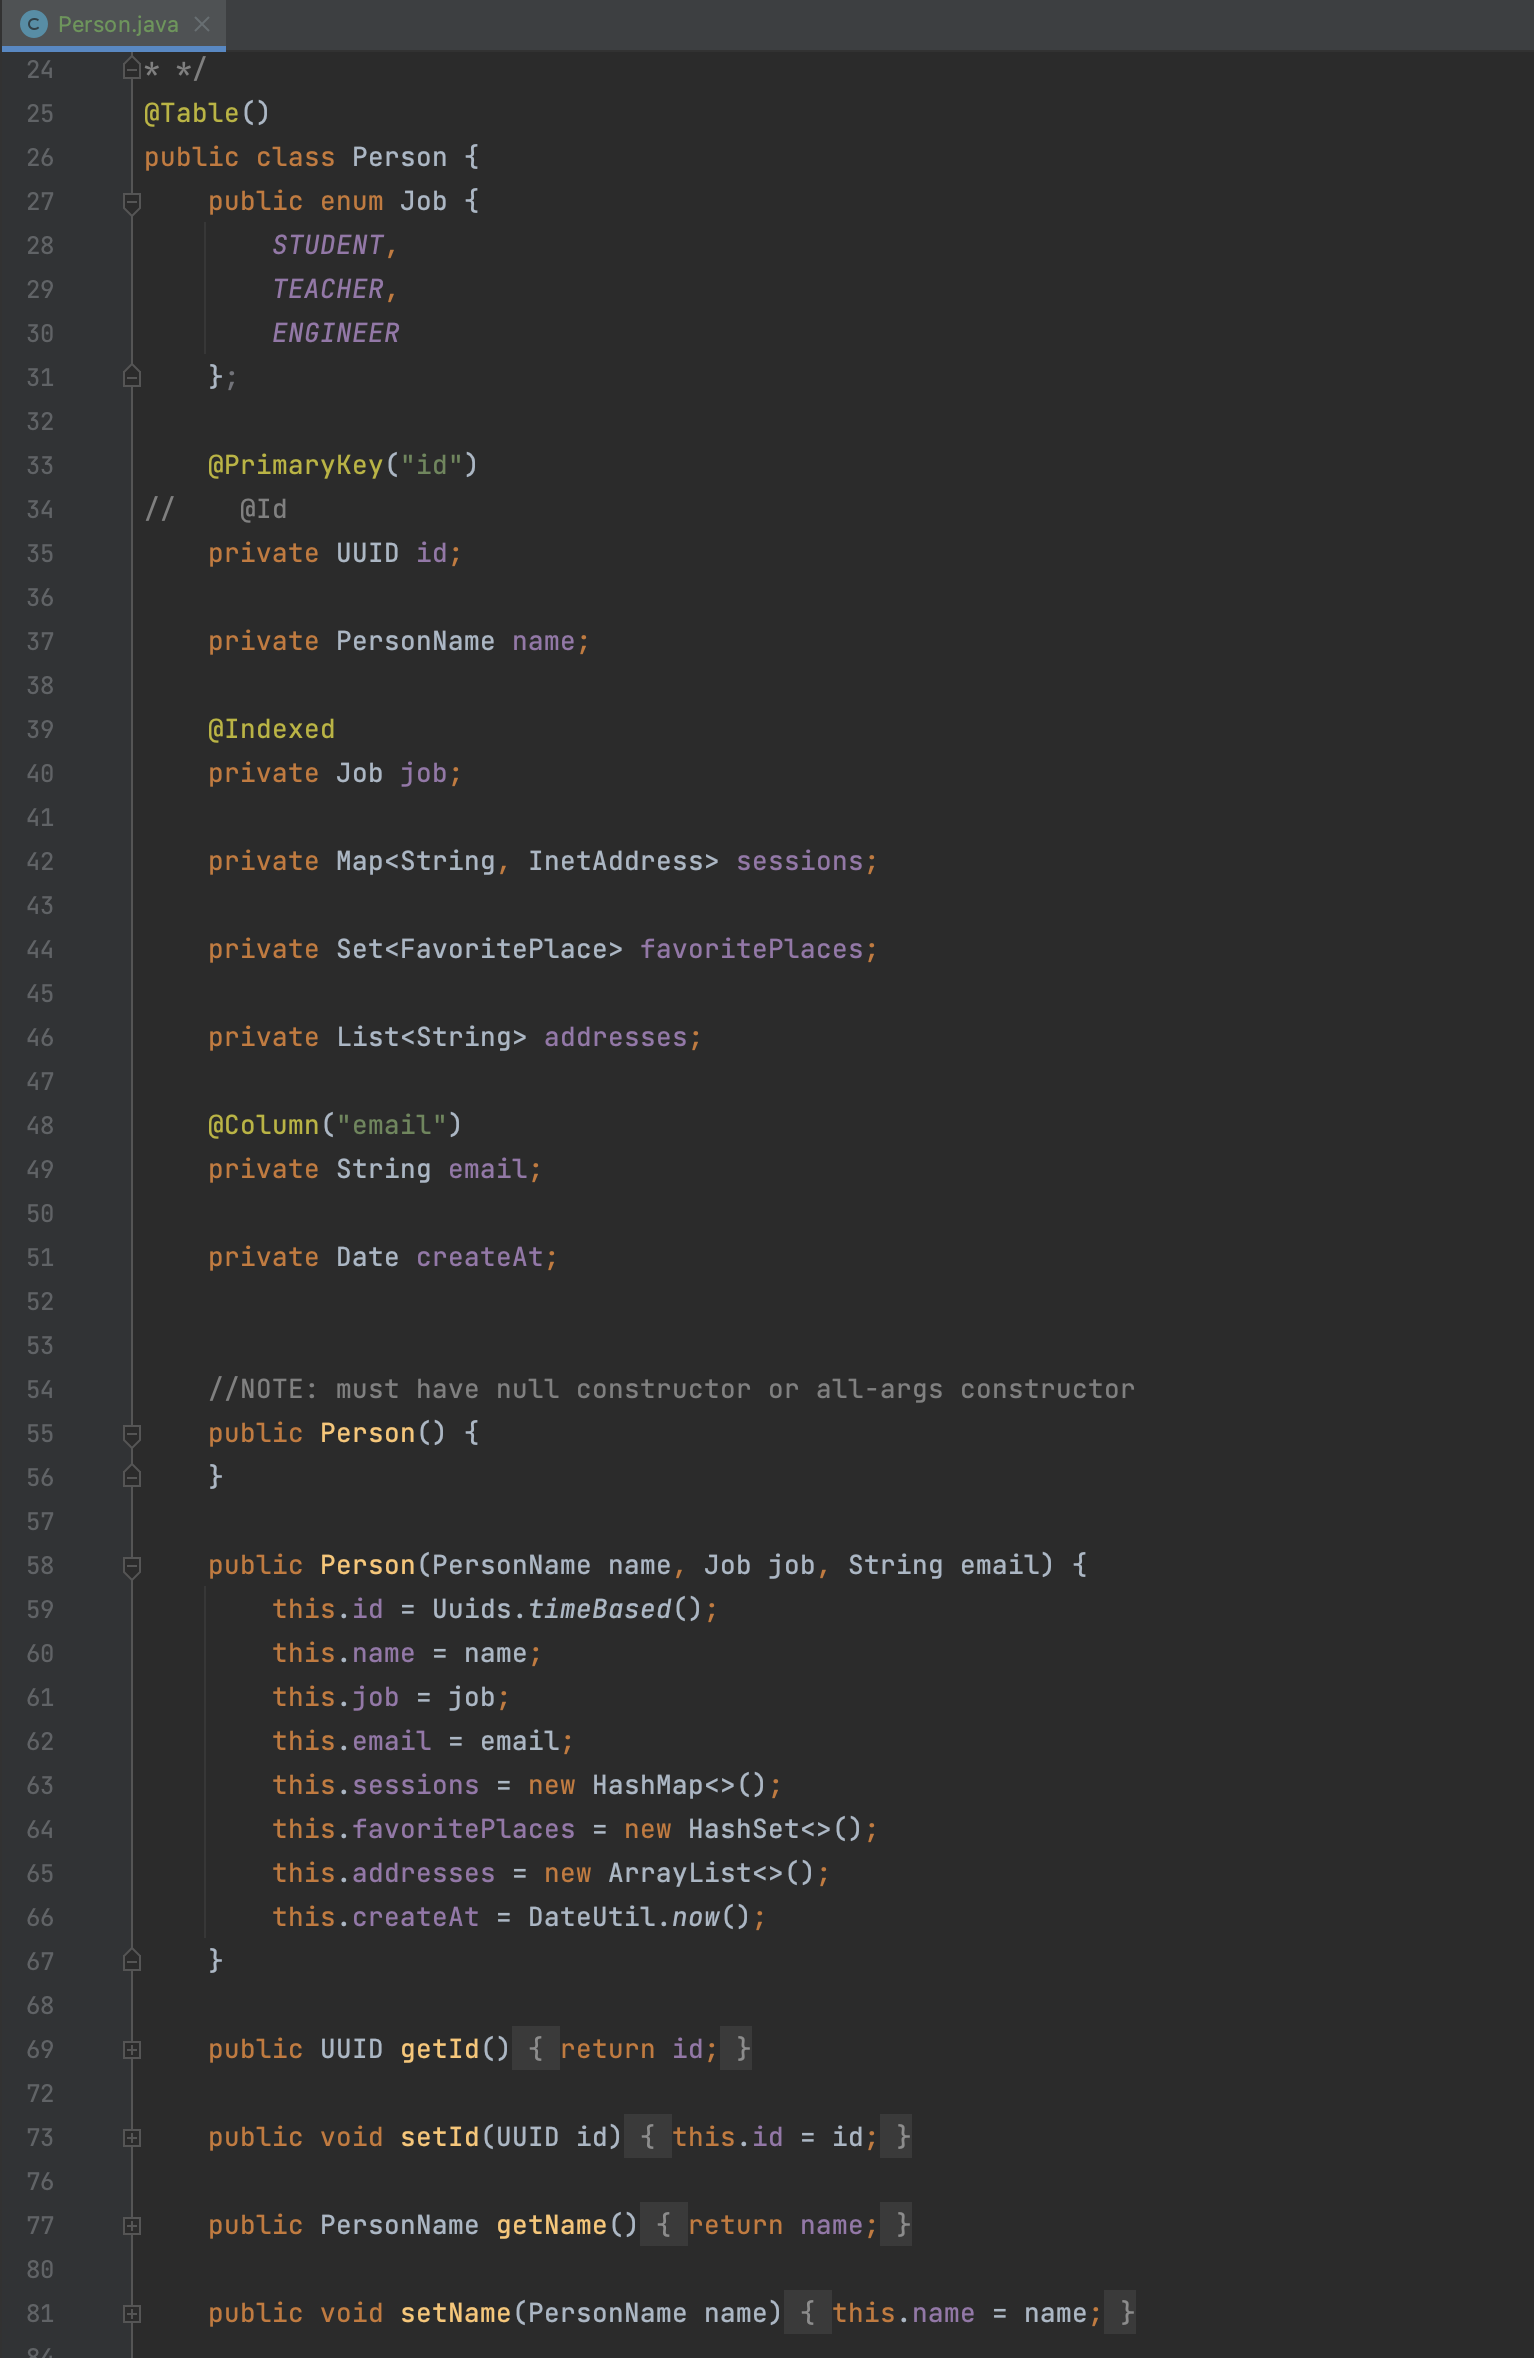 Person.java
24 * */
25 @Table()
26 public class Person {
27     public enum Job {
28         STUDENT,
29         TEACHER,
30         ENGINEER
31     };
32
33     @PrimaryKey("id")
34 //    @Id
35     private UUID id;
36
37     private PersonName name;
38
39     @Indexed
40     private Job job;
41
42     private Map<String, InetAddress> sessions;
43
44     private Set<FavoritePlace> favoritePlaces;
45
46     private List<String> addresses;
47
48     @Column("email")
49     private String email;
50
51     private Date createAt;
52
53
54     //NOTE: must have null constructor or all-args constructor
55     public Person() {
56     }
57
58     public Person(PersonName name, Job job, String email) {
59         this.id = Uuids.timeBased();
60         this.name = name;
61         this.job = job;
62         this.email = email;
63         this.sessions = new HashMap<>();
64         this.favoritePlaces = new HashSet<>();
65         this.addresses = new ArrayList<>();
66         this.createAt = DateUtil.now();
67     }
68
69     public UUID getId() { return id; }
72
73     public void setId(UUID id) { this.id = id; }
76
77     public PersonName getName() { return name; }
80
81     public void setName(PersonName name) { this.name = name; }
84